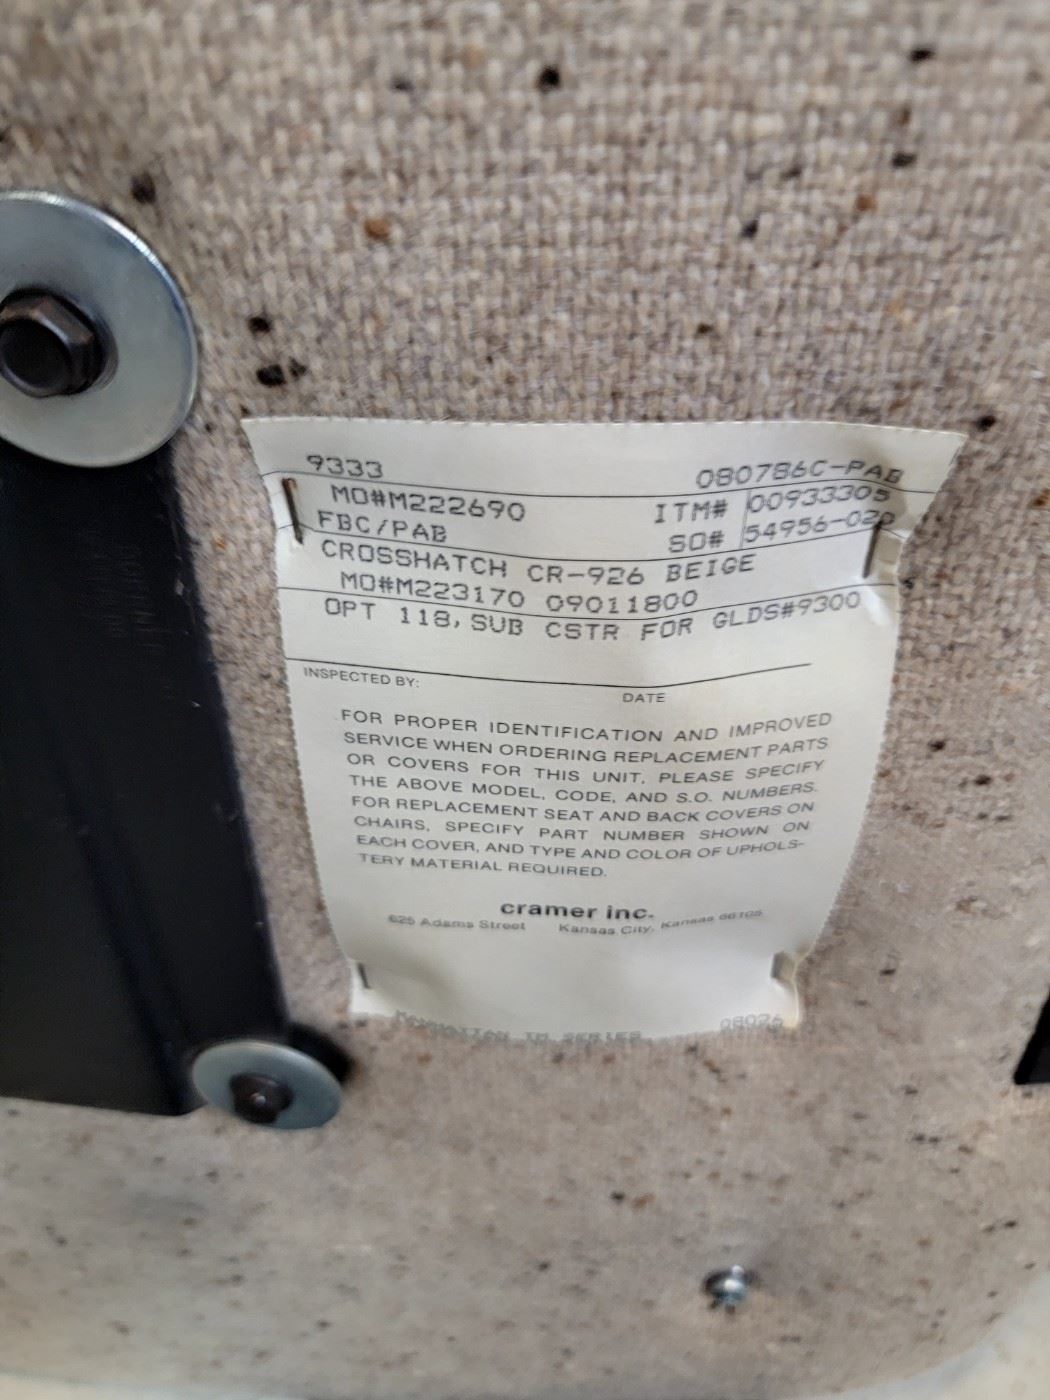 9333 080786C-PAB
MO#M222690 ITM# 00933305
FBC/PAB SO# 54956-020
CROSSHATCH CR-926 BEIGE
MO#M223170 09011800
OPT 118,SUB CSTR FOR GLDS#9300
INSPECTED BY:
DATE
FOR PROPER IDENTIFICATION AND IMPROVED
SERVICE WHEN ORDERING REPLACEMENT PARTS
OR COVERS FOR THIS UNIT, PLEASE SPECIFY
THE ABOVE MODEL, CODE, AND S.O. NUMBERS.
FOR REPLACEMENT SEAT AND BACK COVERS ON
CHAIRS, SPECIFY PART NUMBER SHOWN ON
EACH COVER, AND TYPE AND COLOR OF UPHOLS-
TERY MATERIAL REQUIRED.
cramer inc.
625 Adams Street Kansas City, Kansas 66105
TM SERIES